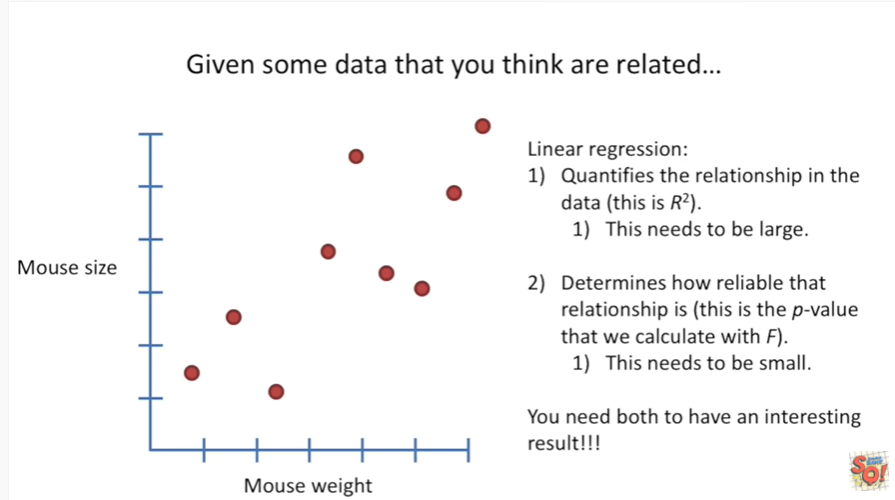 Given some data that you think are related...
Linear regression:
1) Quantifies the relationship in the
data (this is R²).
1) This needs to be large.
Mouse size
2) Determines how reliable that
relationship is (this is the p-value
that we calculate with F).
1) This needs to be small.
You need both to have an interesting
result!!!
Mouse weight
SQ!